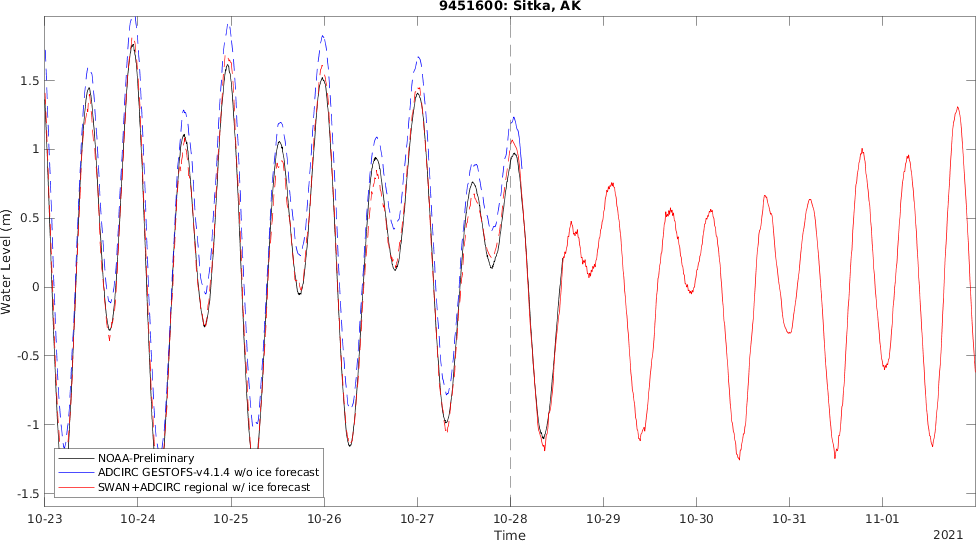 9451600: Sitka, AK
Water Level (m)
1.5
1
0.5
0
-0.5
-1
-1.5
NOAA-Preliminary
ADCIRC GESTOFS-v4.1.4 w/o ice forecast
SWAN+ADCIRC regional w/ ice forecast
10-23 10-24 10-25 10-26 10-27 10-28 10-29 10-30 10-31 11-01
Time
2021